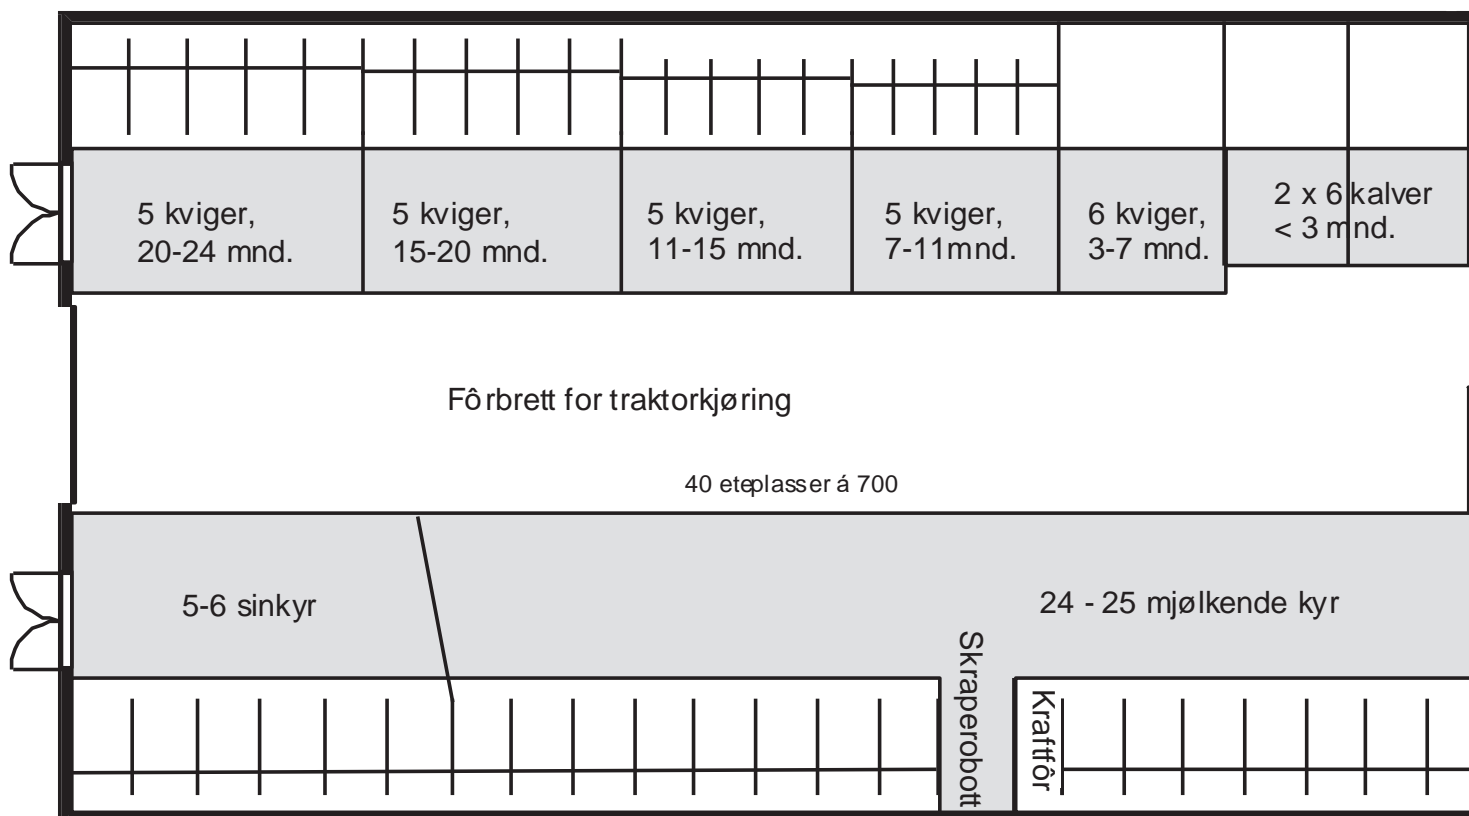 5 kviger,
20-24 mnd.
5 kviger,
15-20 mnd.
5 kviger,
11-15 mnd.
5 kviger,
7-11mnd.
6 kviger,
3-7 mnd.
2 x 6 kalver
< 3 mnd.
Fôrbrett for traktorkjøring
40 eteplasser á 700
5-6 sinkyr
24 - 25 mjølkende kyr
Skraperobott
Kraftfôr